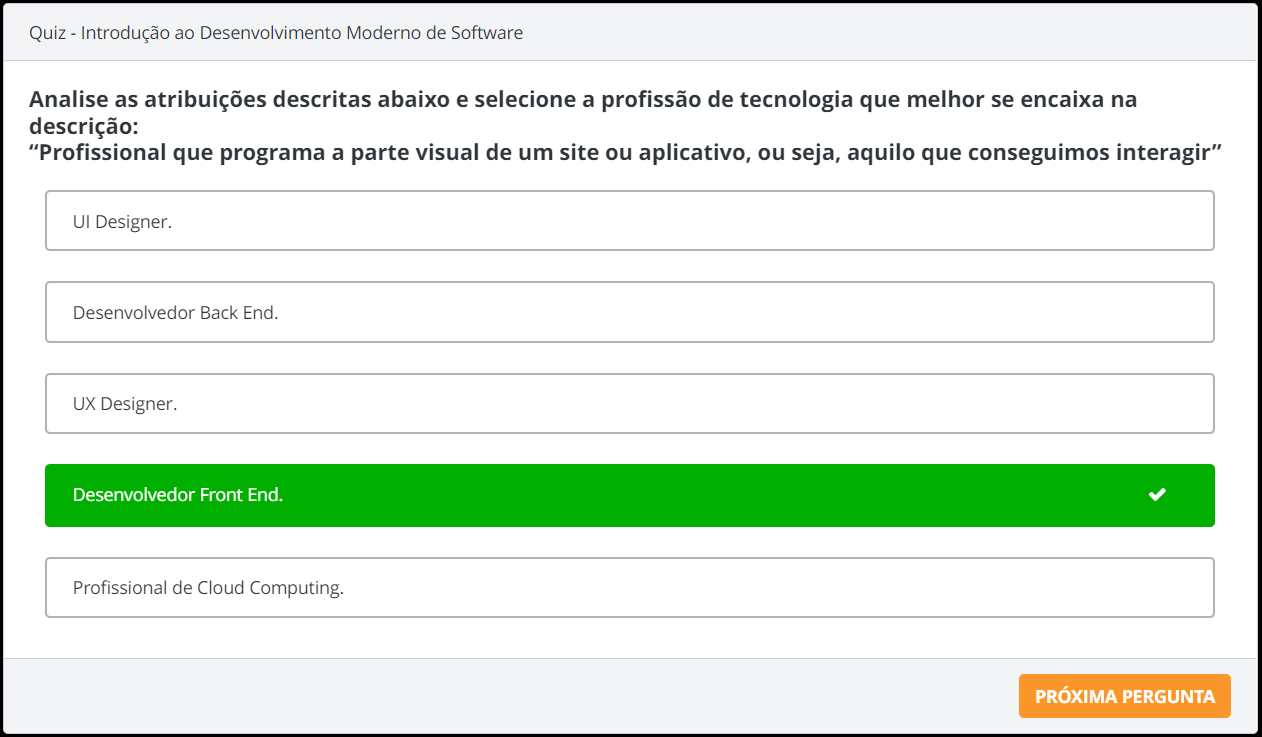 Quiz - Introdução ao Desenvolvimento Moderno de Software
Analise as atribuições descritas abaixo e selecione a profissão de tecnologia que melhor se encaixa na
descrição:
“Profissional que programa a parte visual de um site ou aplicativo, ou seja, aquilo que conseguimos interagir”
UI Designer.
Desenvolvedor Back End.
UX Designer.
Desenvolvedor Front End.
Profissional de Cloud Computing.
PRÓXIMA PERGUNTA